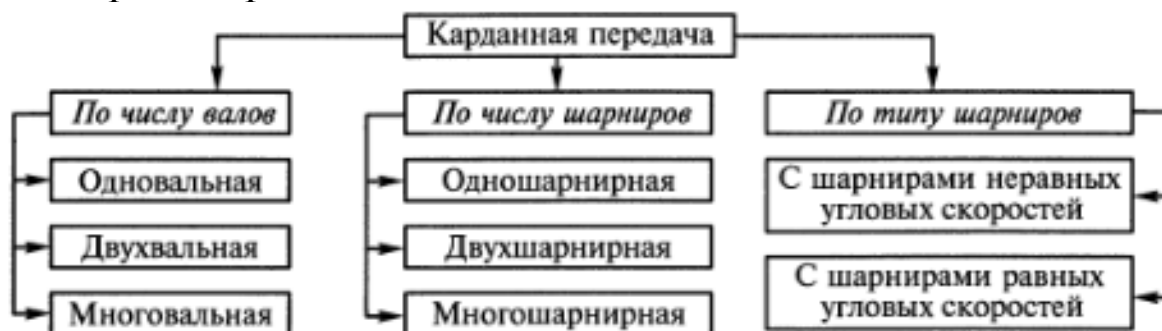 Карданная передача
По числу валов
Одновальная
Двухвальная
Многовальная
По числу шарниров
Одношарнирная
Двухшарнирная
Многошарнирная
По типу шарниров
С шарнирами неравных
угловых скоростей
С шарнирами равных
угловых скоростей